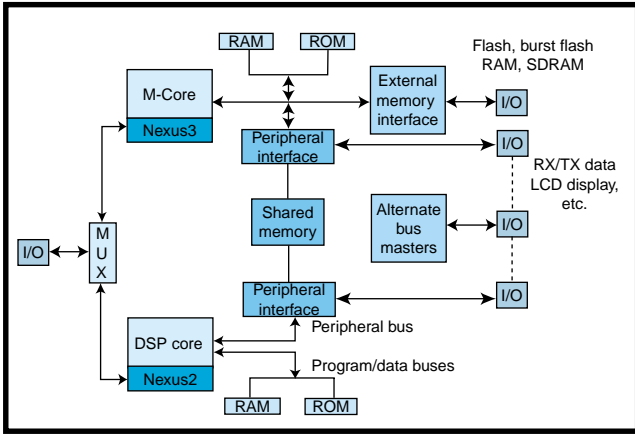 RAM
ROM
Flash, burst flash
RAM, SDRAM
M-Core
Nexus3
External
memory
interface
I/O
Peripheral
interface
I/O
RX/TX data
LCD display,
etc.
Shared
memory
Alternate
bus
masters
I/O
I/O
M
U
X
Peripheral
interface
I/O
Peripheral bus
DSP core
Nexus2
Program/data buses
RAM
ROM